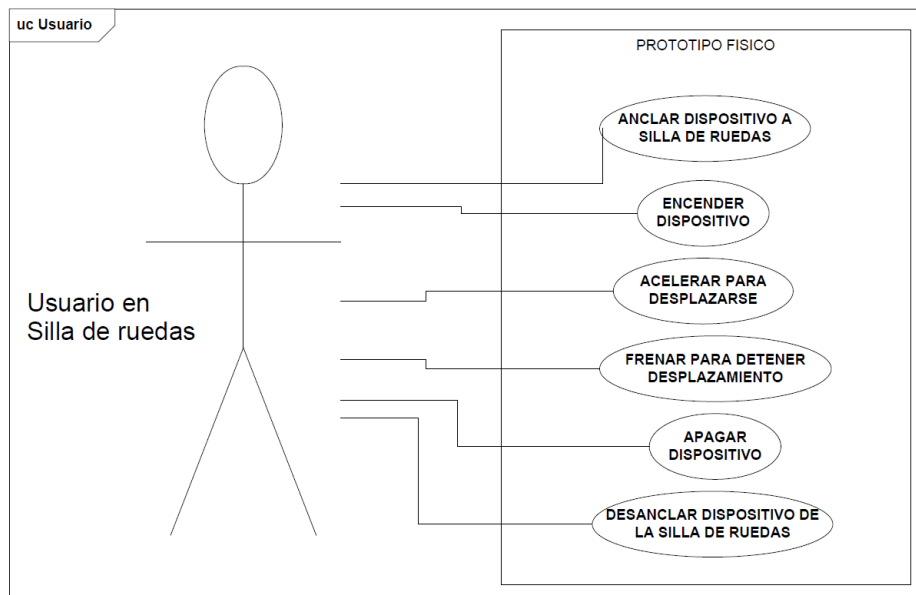 uc Usuario
PROTOTIPO FISICO
ANCLAR DISPOSITIVO A
SILLA DE RUEDAS
ENCENDER
DISPOSITIVO
ACELERAR PARA
DESPLAZARSE
Usuario en
Silla de ruedas
FRENAR PARA DETENER
DESPLAZAMIENTO
APAGAR
DISPOSITIVO
DESANCLAR DISPOSITIVO DE
LA SILLA DE RUEDAS